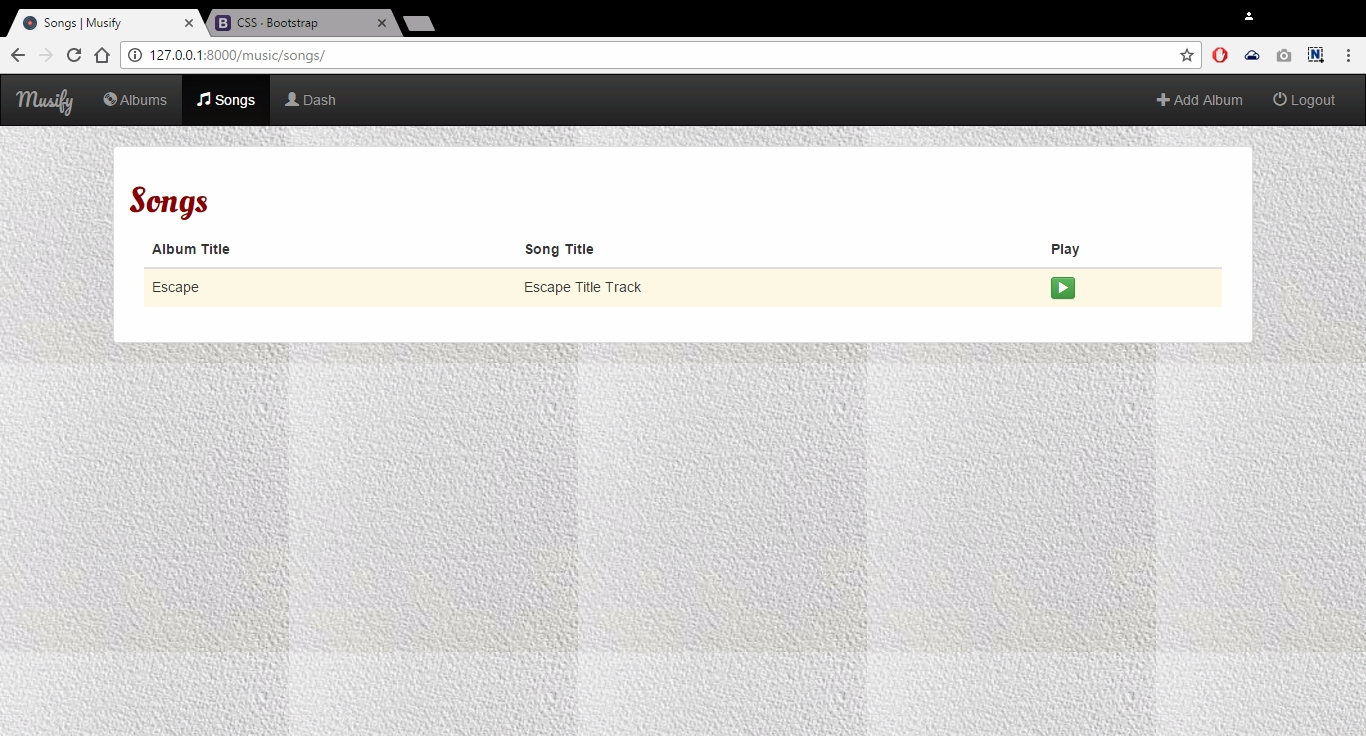 Songs | Musify
B CSS · Bootstrap
127.0.0.1:8000/music/songs/
N
Musify Albums Songs Dash Add Album Logout
Songs
Album Title Song Title Play
Escape Escape Title Track